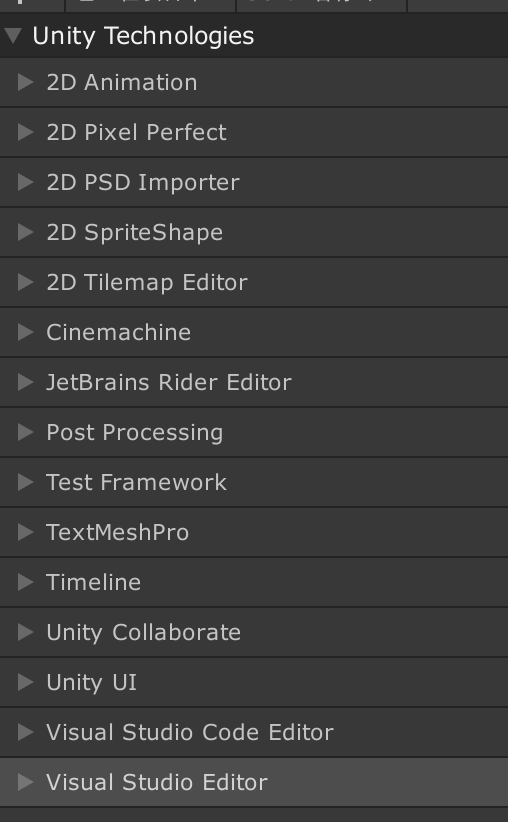 Unity Technologies
2D Animation
2D Pixel Perfect
2D PSD Importer
2D SpriteShape
2D Tilemap Editor
Cinemachine
JetBrains Rider Editor
Post Processing
Test Framework
TextMeshPro
Timeline
Unity Collaborate
Unity UI
Visual Studio Code Editor
Visual Studio Editor